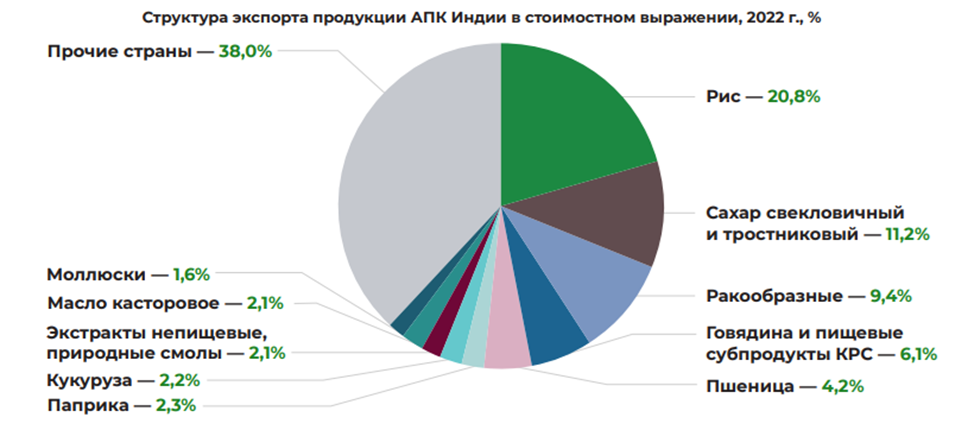 Структура экспорта продукции АПК Индии в стоимостном выражении, 2022 г., %
Прочие страны — 38,0%
Рис — 20,8%
Сахар свекловичный
и тростниковый — 11,2%
Ракообразные — 9,4%
Говядина и пищевые
субпродукты КРС — 6,1%
Пшеница — 4,2%
Моллюски — 1,6%
Масло касторовое — 2,1%
Экстракты непищевые,
природные смолы — 2,1%
Кукуруза — 2,2%
Паприка — 2,3%